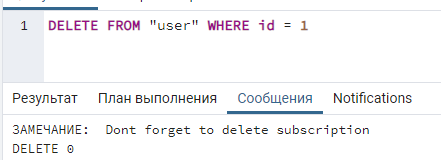 1 DELETE FROM "user" WHERE id = 1
Результат План выполнения Сообщения Notifications
ЗАМЕЧАНИЕ: Dont forget to delete subscription
DELETE 0